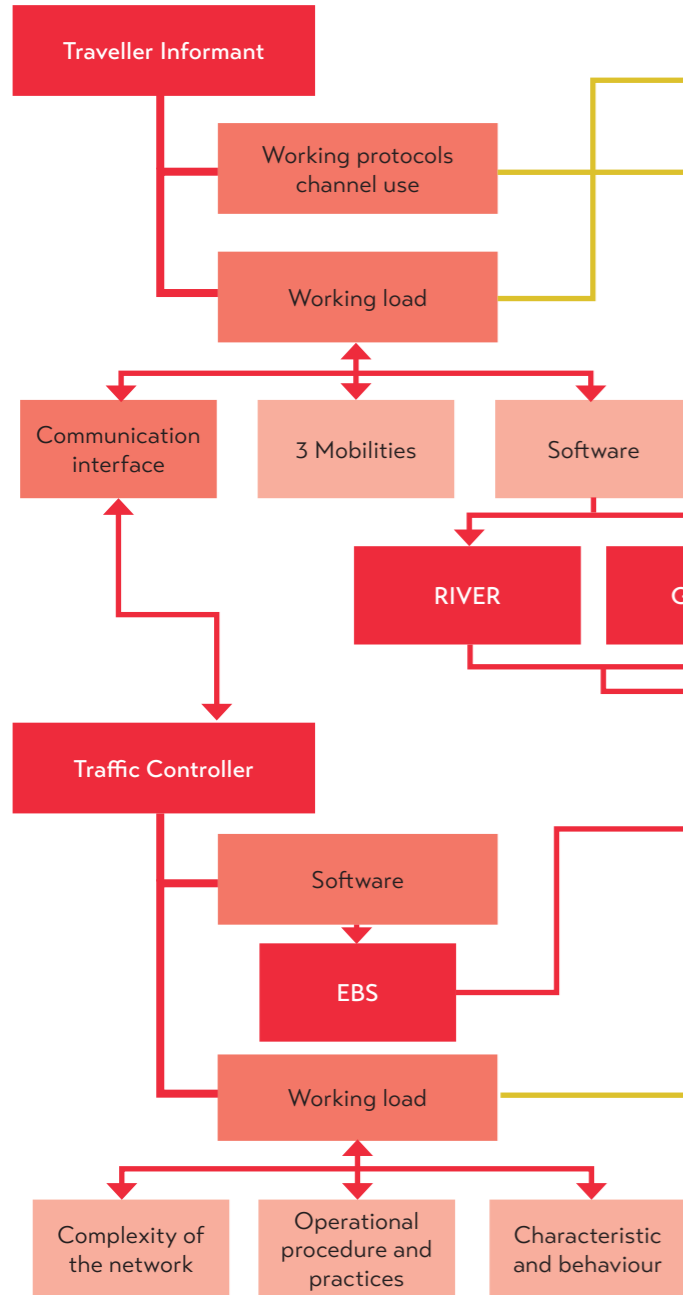 Traveller Informant
Working protocols
channel use
Working load
Communication
interface
3 Mobilities
Software
RIVER
G
Traffic Controller
Software
EBS
Working load
Complexity of
the network
Operational
procedure and
practices
Characteristic
and behaviour